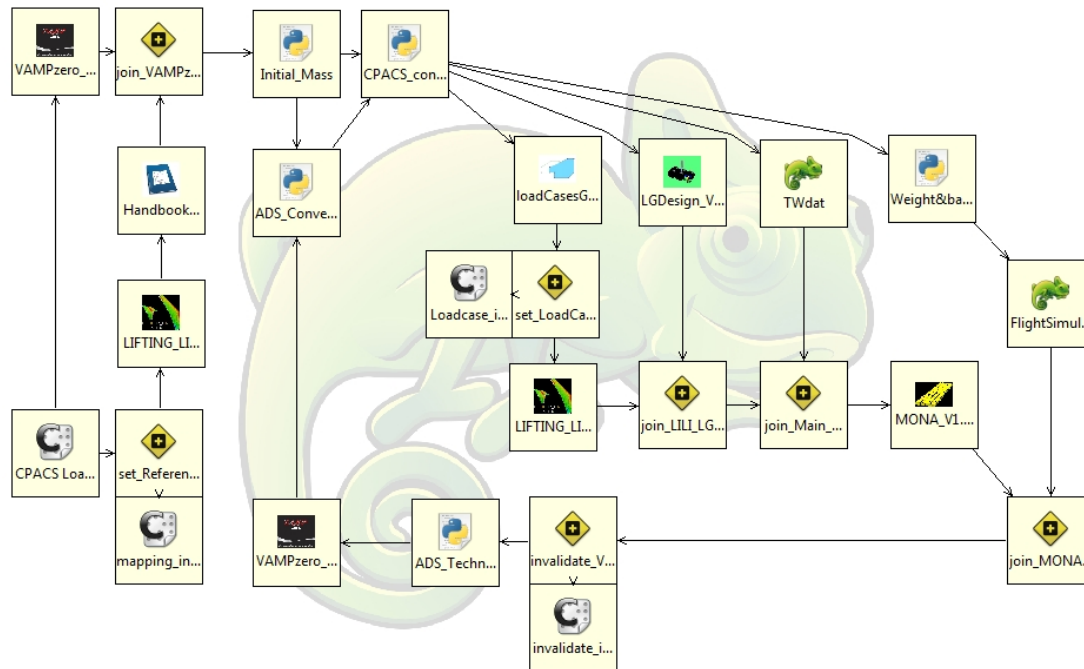 VAMPzero_...
join_VAMPz...
Initial_Mass
CPACS_con...
Handbook...
ADS_Conve...
loadCasesG...
LGDesign_V...
TWdat
Weight&ba...
Loadcase_i...
set_LoadCa...
FlightSimul...
LIFTING_LI...
LIFTING_LI...
join_LILI_LG...
join_Main_...
MONA_V1....
CPACS Loa...
set_Referen...
mapping_in...
VAMPzero_...
ADS_Techn...
invalidate_V...
join_MONA...
invalidate_i...